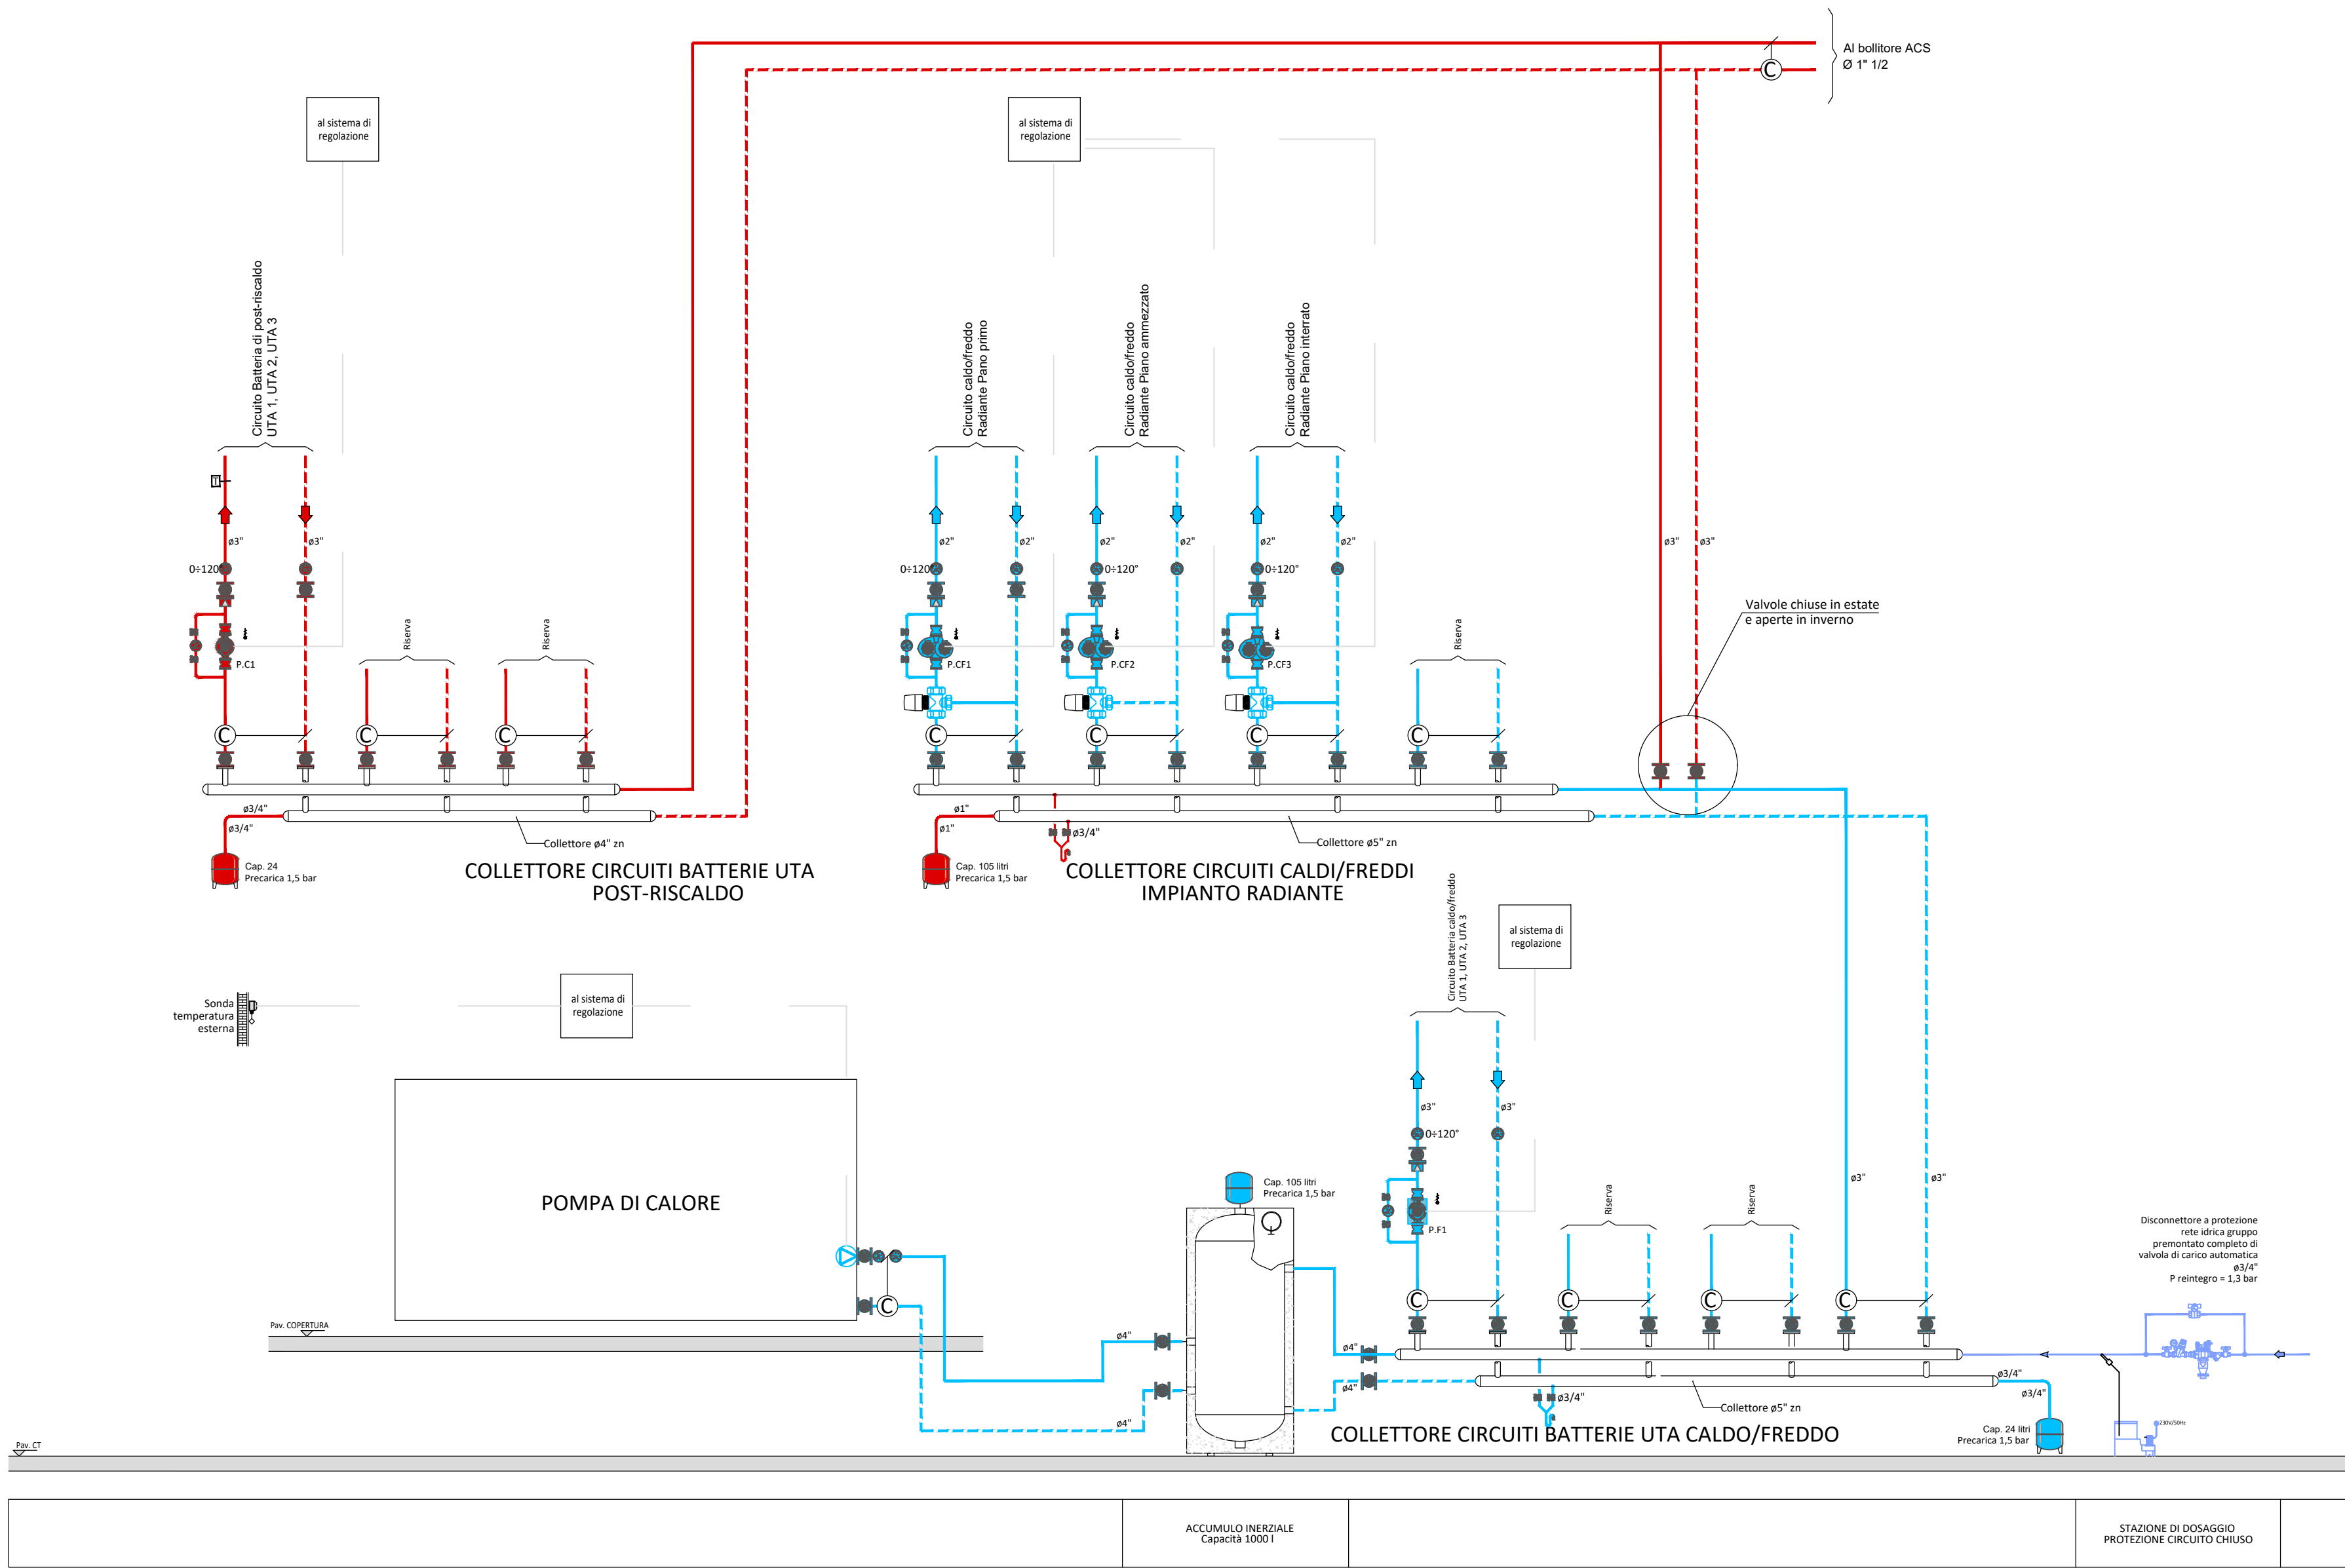 Al bollitore ACS
Ø 1" 1/2
C
al sistema di
regolazione
al sistema di
regolazione
Circuito Batteria di post-riscaldo
UTA 1, UTA 2, UTA 3
Circuito caldo/freddo
Radiante Pano primo
Circuito caldo/freddo
Radiante Piano ammezzato
Circuito caldo/freddo
Radiante Piano interrato
T
ø3"
ø3"
ø2"
ø2"
ø2"
ø2"
ø2"
ø2"
ø3"
ø3"
0÷120°
0÷120°
0÷120°
0÷120°
Valvole chiuse in estate
e aperte in inverno
Riserva
Riserva
Riserva
P.C1
P.CF1
P.CF2
P.CF3
C
C
C
C
C
C
C
ø3/4"
ø3/4"
ø1"
ø1"
ø3/4"
Collettore ø4" zn
Collettore ø5" zn
Cap. 24
Precarica 1,5 bar
COLLETTORE CIRCUITI BATTERIE UTA
POST-RISCALDO
Cap. 105 litri
Precarica 1,5 bar
COLLETTORE CIRCUITI CALDI/FREDDI
IMPIANTO RADIANTE
Circuito Batteria caldo/freddo
UTA 1, UTA 2, UTA 3
al sistema di
regolazione
Sonda
temperatura
esterna
al sistema di
regolazione
ø3"
ø3"
0÷120°
POMPA DI CALORE
Cap. 105 litri
Precarica 1,5 bar
P.F1
Riserva
Riserva
ø3"
ø3"
Disconnettore a protezione
rete idrica gruppo
premontato completo di
valvola di carico automatica
ø3/4"
P reintegro = 1,3 bar
C
C
C
C
C
Pav. COPERTURA
ø4"
ø4"
ø4"
ø4"
ø3/4"
ø3/4"
ø3/4"
Collettore ø5" zn
COLLETTORE CIRCUITI BATTERIE UTA CALDO/FREDDO
Cap. 24 litri
Precarica 1,5 bar
230V/50Hz
Pav. CT
ACCUMULO INERZIALE
Capacità 1000 l
STAZIONE DI DOSAGGIO
PROTEZIONE CIRCUITO CHIUSO